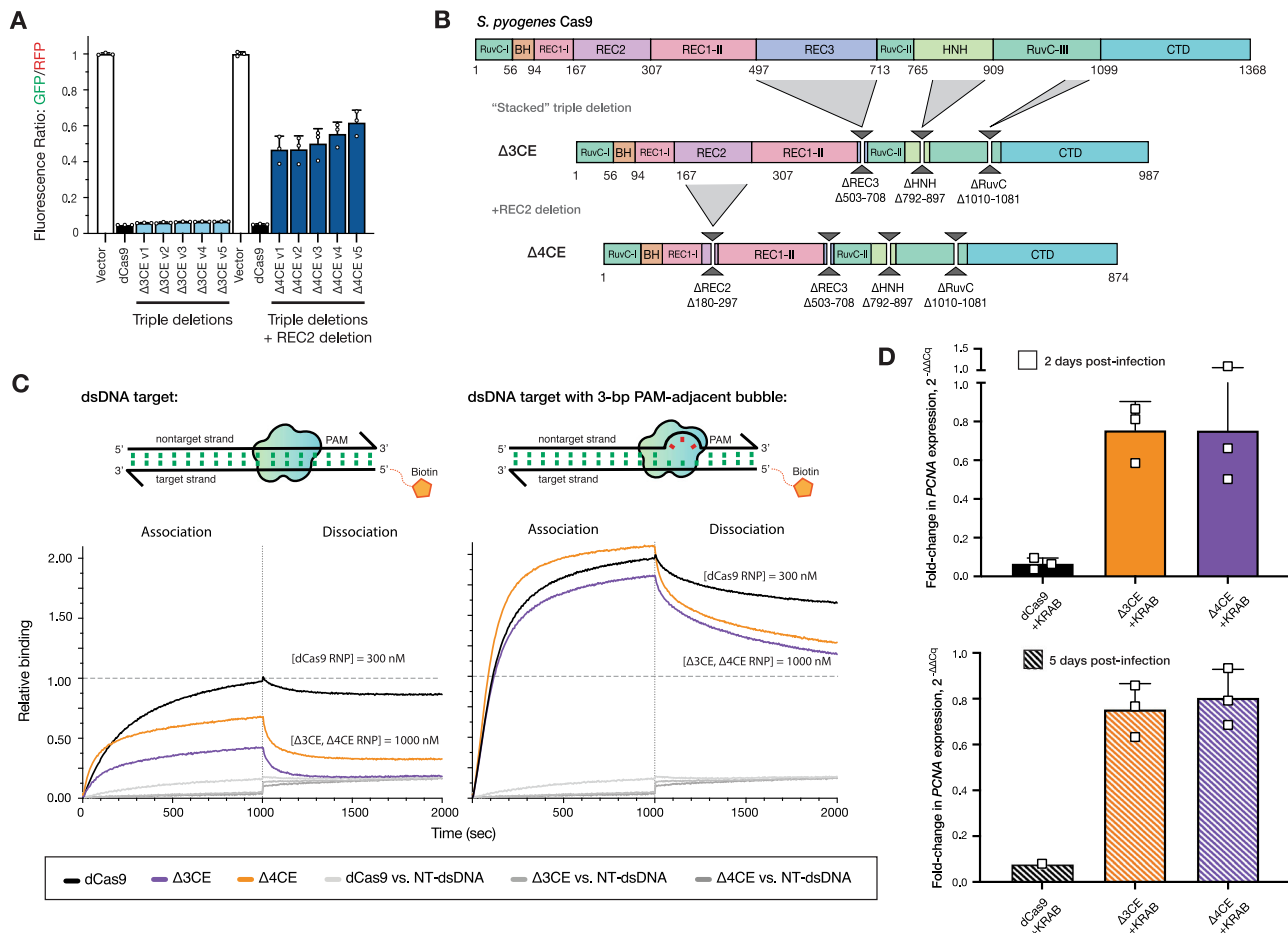 A
Fluorescence Ratio: GFP/RFP
1
0.8
0.6
0.4
0.2
0
Vector
dCas9
Δ3CE v1
Δ3CE v2
Δ3CE v3
Δ3CE v4
Δ3CE v5
Vector
dCas9
Δ4CE v1
Δ4CE v2
Δ4CE v3
Δ4CE v4
Δ4CE v5
Triple deletions
Triple deletions
+ REC2 deletion
B
S. pyogenes Cas9
RuvC-I BH REC1-I REC2 REC1-II REC3 RuvC-II HNH RuvC-III CTD
1 56 94 167 307 497 713 765 909 1099 1368
"Stacked" triple deletion
Δ3CE
RuvC-I BH REC1-I REC2 REC1-II RuvC-II CTD
1 56 94 167 307 987
ΔREC3 ΔHNH ΔRuvC
Δ503-708 Δ792-897 Δ1010-1081
+REC2 deletion
Δ4CE
RuvC-I BH REC1-I REC1-II RuvC-II CTD
1 874
ΔREC2 ΔREC3 ΔHNH ΔRuvC
Δ180-297 Δ503-708 Δ792-897 Δ1010-1081
C
dsDNA target:
nontarget strand PAM
5' 3'
3' 5'
target strand
Biotin
dsDNA target with 3-bp PAM-adjacent bubble:
nontarget strand PAM
5' 3'
3' 5'
target strand
Biotin
Relative binding
Association Dissociation
2.00
1.50
1.00
0.50
0.00
[dCas9 RNP] = 300 nM
[Δ3CE, Δ4CE RNP] = 1000 nM
0 500 1000 1500 2000
Association Dissociation
[dCas9 RNP] = 300 nM
[Δ3CE, Δ4CE RNP] = 1000 nM
0 500 1000 1500 2000
Time (sec)
dCas9 Δ3CE Δ4CE dCas9 vs. NT-dsDNA Δ3CE vs. NT-dsDNA Δ4CE vs. NT-dsDNA
D
Fold-change in PCNA expression, 2^-ΔΔCq
1.5
1.0
1.0
0.8
0.6
0.4
0.2
0.0
2 days post-infection
dCas9
+KRAB
Δ3CE
+KRAB
Δ4CE
+KRAB
Fold-change in PCNA expression, 2^-ΔΔCq
1.0
0.8
0.6
0.4
0.2
0.0
5 days post-infection
dCas9
+KRAB
Δ3CE
+KRAB
Δ4CE
+KRAB